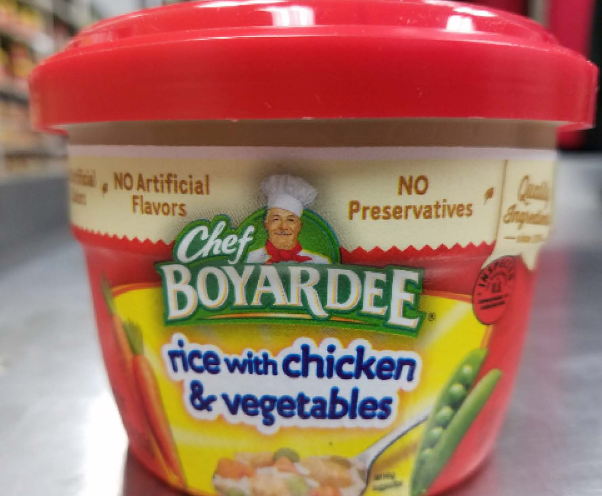 NO Artificial
Flavors
NO
Preservatives
Quality
Ingredients
Chef
BOYARDEE®
rice with chicken
& vegetables